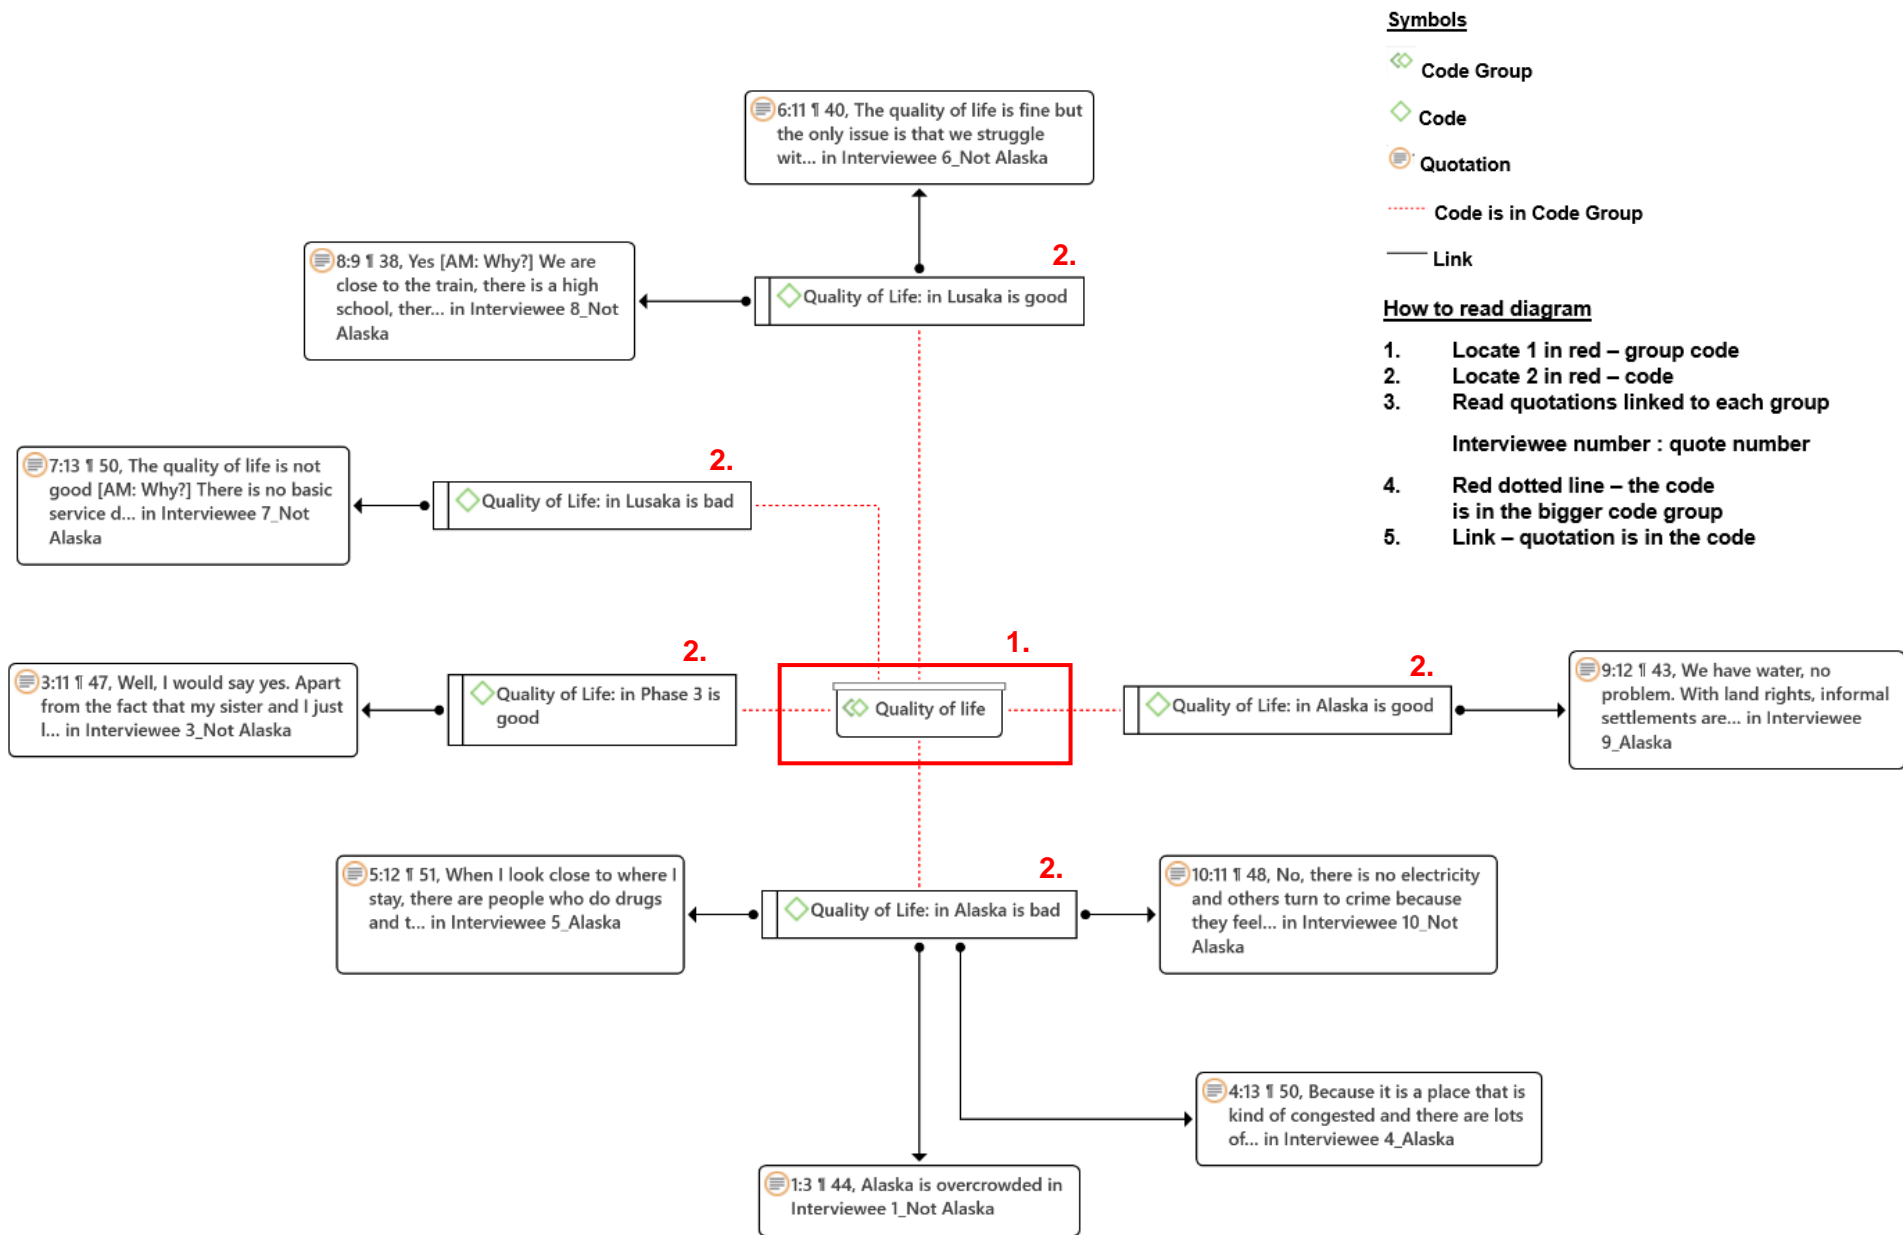 Symbols
Code Group
Code
Quotation
Code is in Code Group
Link
How to read diagram
1. Locate 1 in red – group code
2. Locate 2 in red – code
3. Read quotations linked to each group
Interviewee number : quote number
4. Red dotted line – the code
is in the bigger code group
5. Link – quotation is in the code
6:11 ¶ 40, The quality of life is fine but
the only issue is that we struggle
wit... in Interviewee 6_Not Alaska
8:9 ¶ 38, Yes [AM: Why?] We are
close to the train, there is a high
school, ther... in Interviewee 8_Not
Alaska
2.
Quality of Life: in Lusaka is good
7:13 ¶ 50, The quality of life is not
good [AM: Why?] There is no basic
service d... in Interviewee 7_Not
Alaska
2.
Quality of Life: in Lusaka is bad
3:11 ¶ 47, Well, I would say yes. Apart
from the fact that my sister and I just
l... in Interviewee 3_Not Alaska
2.
Quality of Life: in Phase 3 is
good
1.
Quality of life
2.
Quality of Life: in Alaska is good
9:12 ¶ 43, We have water, no
problem. With land rights, informal
settlements are... in Interviewee
9_Alaska
5:12 ¶ 51, When I look close to where I
stay, there are people who do drugs
and t... in Interviewee 5_Alaska
2.
Quality of Life: in Alaska is bad
10:11 ¶ 48, No, there is no electricity
and others turn to crime because
they feel... in Interviewee 10_Not
Alaska
4:13 ¶ 50, Because it is a place that is
kind of congested and there are lots
of... in Interviewee 4_Alaska
1:3 ¶ 44, Alaska is overcrowded in
Interviewee 1_Not Alaska